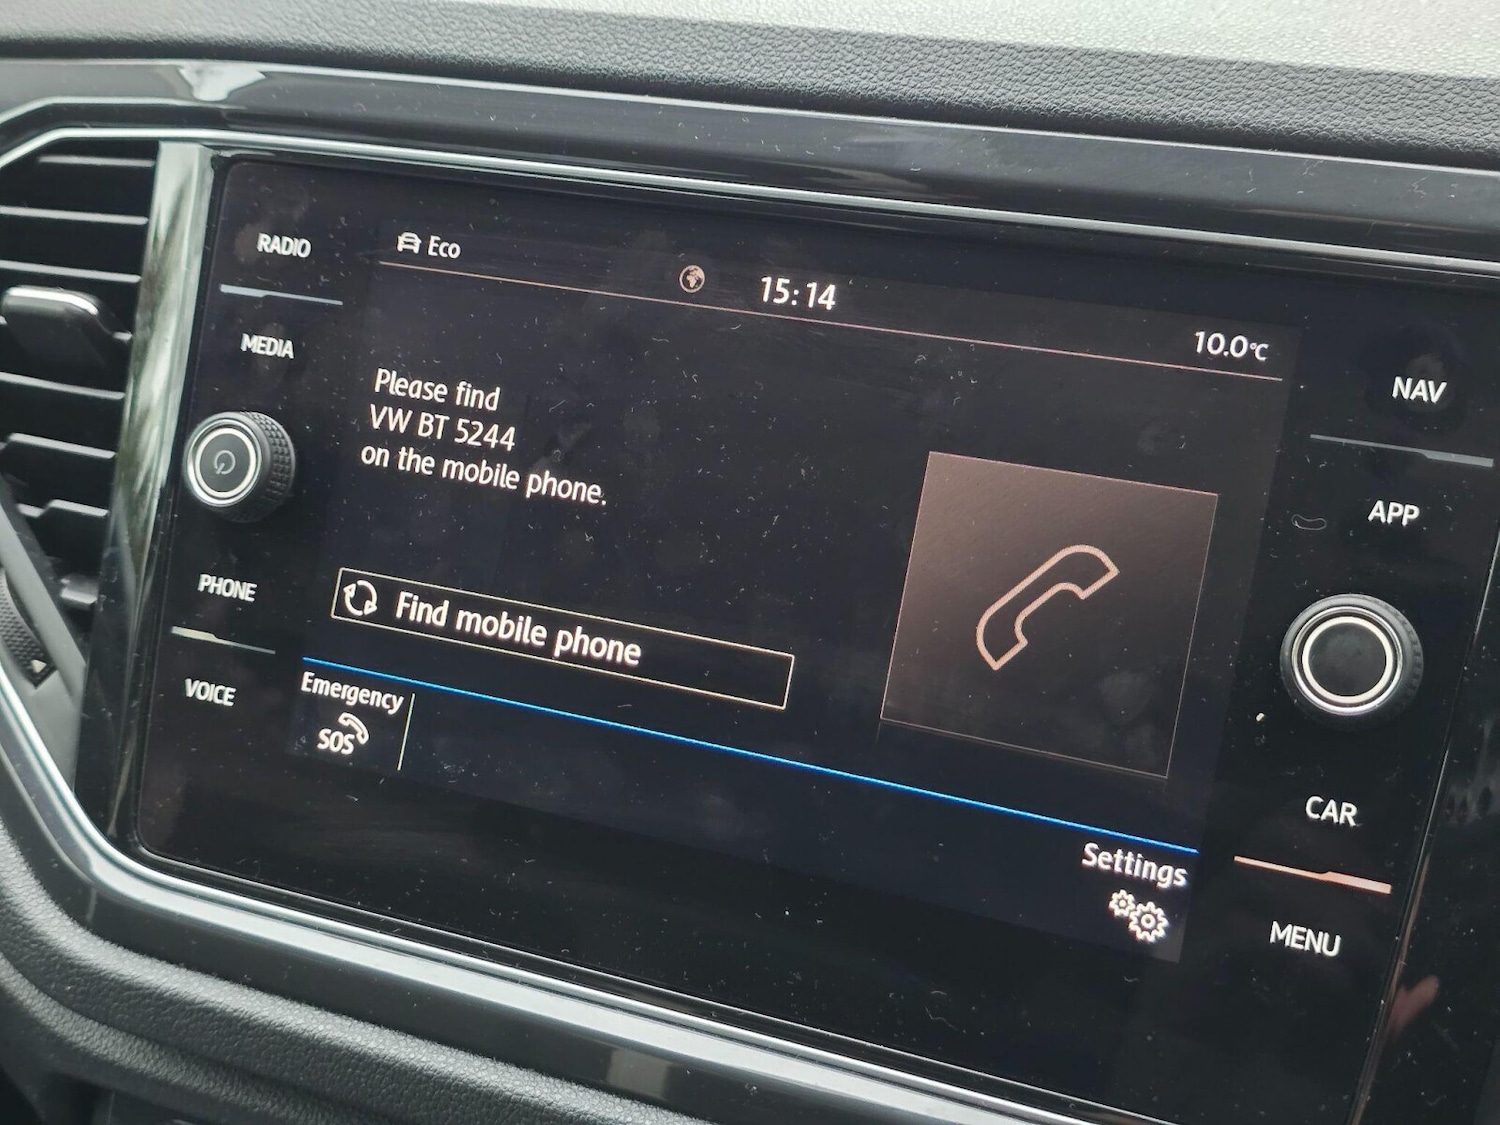 RADIO
Eco
15:14
10.0°C
MEDIA
NAV
Please find
VW BT 5244
on the mobile phone.
APP
PHONE
Find mobile phone
VOICE
Emergency
SOS
CAR
Settings
MENU